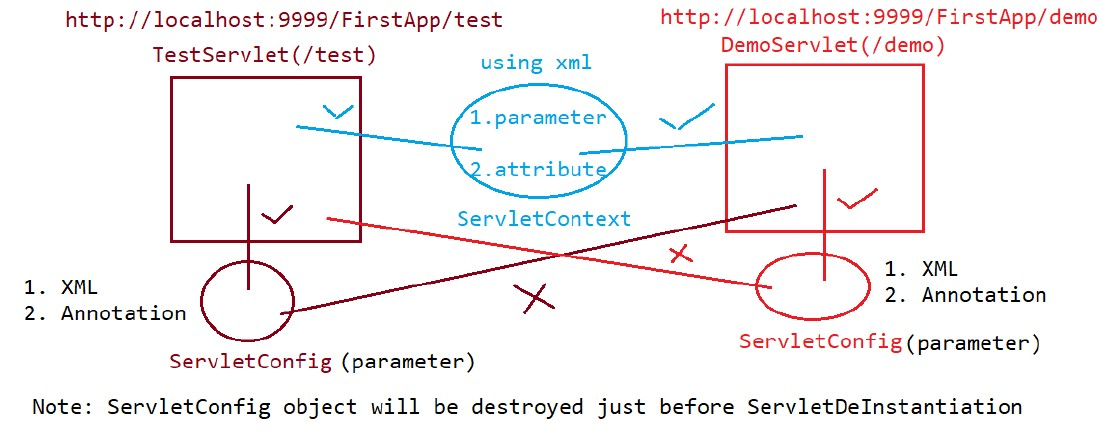 http://localhost:9999/FirstApp/test
http://localhost:9999/FirstApp/demo
TestServlet(/test)
DemoServlet(/demo)
using xml
1.parameter
2.attribute
ServletContext
1. XML
2. Annotation
1. XML
2. Annotation
ServletConfig (parameter)
ServletConfig(parameter)
Note: ServletConfig object will be destroyed just before ServletDeInstantiation